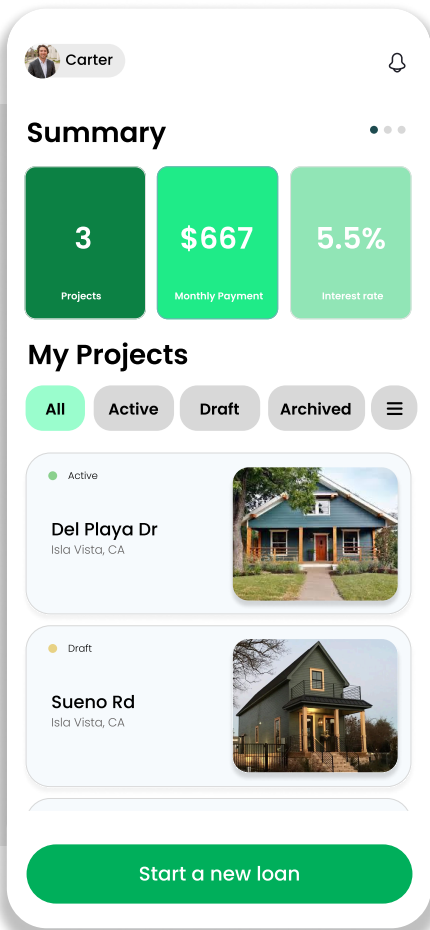 Carter
Summary
3
$667
5.5%
Projects
Monthly Payment
Interest rate
My Projects
All
Active
Draft
Archived
Active
Del Playa Dr
Isla Vista, CA
Draft
Sueno Rd
Isla Vista, CA
Start a new loan